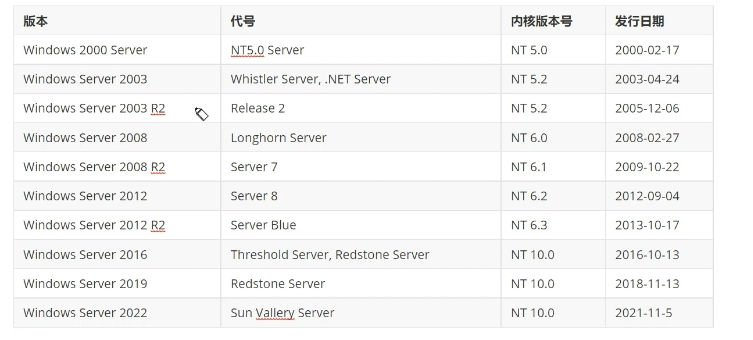 版本 代号 内核版本号 发行日期
Windows 2000 Server NT5.0 Server NT 5.0 2000-02-17
Windows Server 2003 Whistler Server, .NET Server NT 5.2 2003-04-24
Windows Server 2003 R2 Release 2 NT 5.2 2005-12-06
Windows Server 2008 Longhorn Server NT 6.0 2008-02-27
Windows Server 2008 R2 Server 7 NT 6.1 2009-10-22
Windows Server 2012 Server 8 NT 6.2 2012-09-04
Windows Server 2012 R2 Server Blue NT 6.3 2013-10-17
Windows Server 2016 Threshold Server, Redstone Server NT 10.0 2016-10-13
Windows Server 2019 Redstone Server NT 10.0 2018-11-13
Windows Server 2022 Sun Vallery Server NT 10.0 2021-11-5